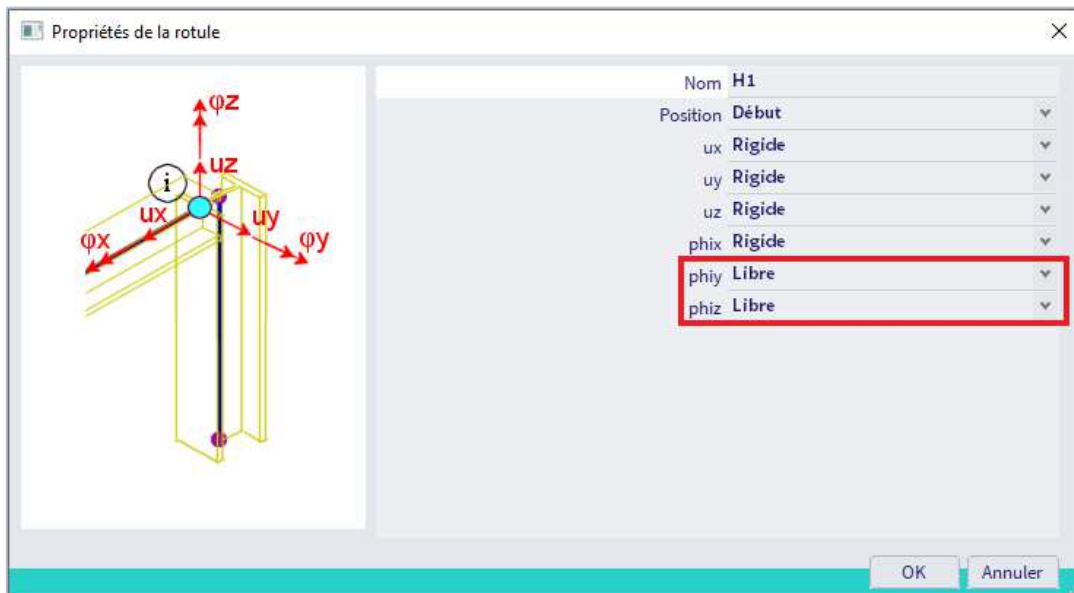 Propriétés de la rotule
φz
uz
i
ux
uy
φx
φy
Nom H1
Position Début
ux Rigide
uy Rigide
uz Rigide
phix Rigide
phiy Libre
phiz Libre
OK Annuler